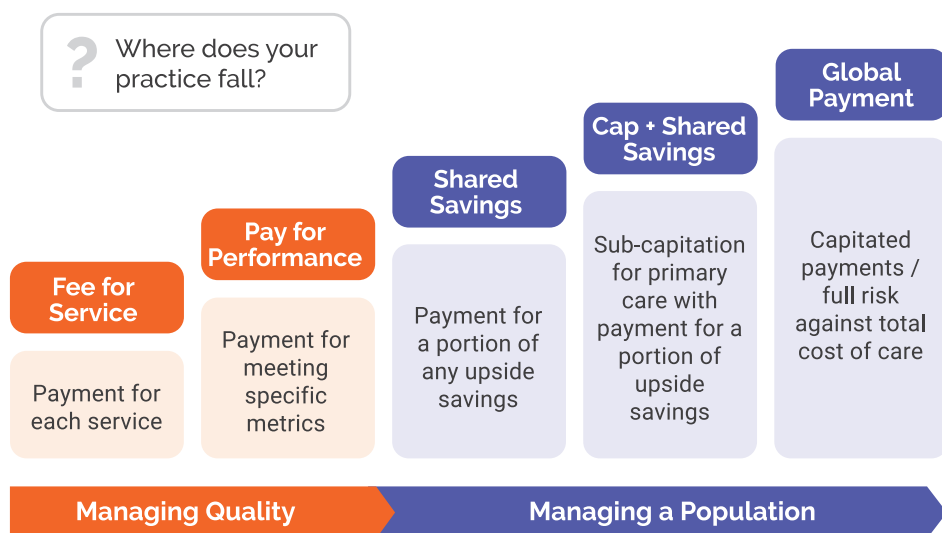 ?
Where does your
practice fall?
Fee for
Service
Payment for
each service
Pay for
Performance
Payment for
meeting
specific
metrics
Shared
Savings
Payment for
a portion of
any upside
savings
Cap + Shared
Savings
Sub-capitation
for primary
care with
payment for a
portion of
upside
savings
Global
Payment
Capitated
payments /
full risk
against total
cost of care
Managing Quality
Managing a Population